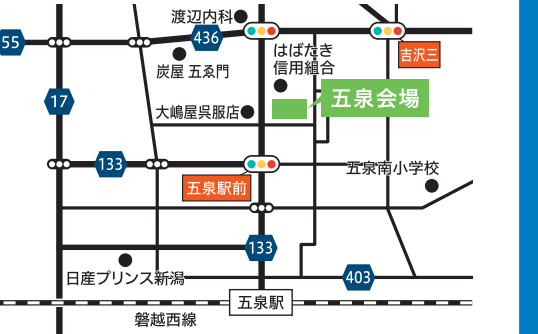 渡辺内科
55
436
吉沢三
はばたき
信用組合
炭屋 五ゑ門
17
五泉会場
大嶋屋呉服店
133
五泉南小学校
五泉駅前
133
日産プリンス新潟
403
五泉駅
磐越西線